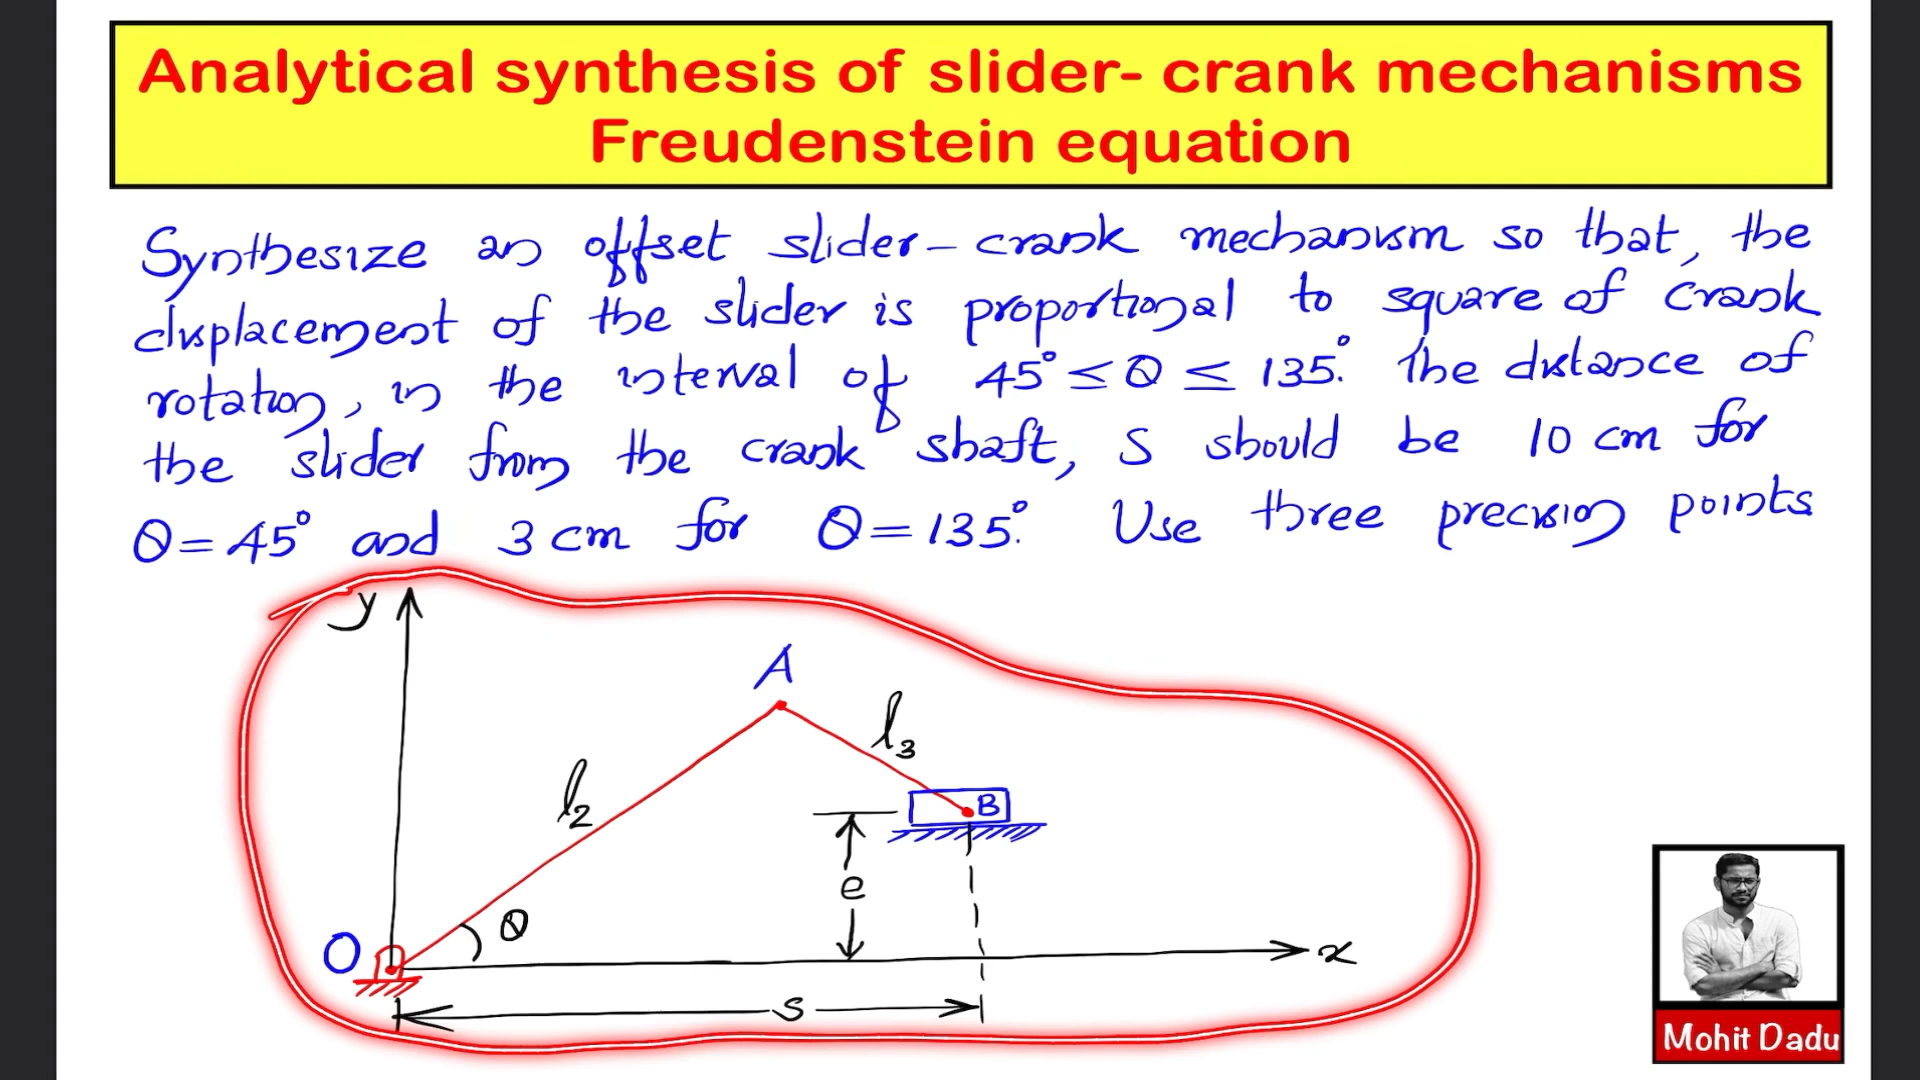 Analytical synthesis of slider- crank mechanisms
Freudenstein equation
Synthesize an offset slider-crank mechanism so that, the
displacement of the slider is proportional to square of crank
rotation, in the interval of 45° ≤ θ ≤ 135°. The distance of
the slider from the crank shaft, S should be 10 cm for
θ = 45° and 3 cm for θ = 135°. Use three precision points
y
A
l₃
l₂
B
e
θ
O
x
s
Mohit Dadu